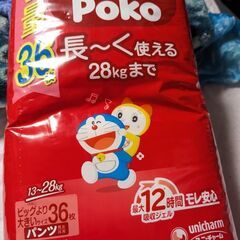 Poko
36
長〜く使える
28kgまで
13~28kg
ビッグより
大きいサイズ
36枚
パンツ
最大12時間モレ安心
吸収ジェル
unicharm
ユニ・チャーム